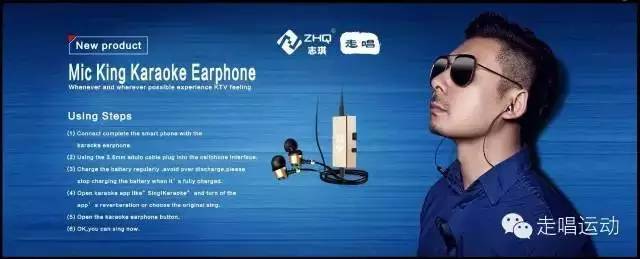 New product
ZHQ
志琪
走唱
Mic King Karaoke Earphone
Whenever and wherever possible experience KTV feeling
Using Steps
(1) Connect complete the smart phone with the
karaoke earphone.
(2) Using the 3.5mm adulo cable plug into the cellphone interface.
(3) Charge the battery regularly ,avoid over discharge,please
stop charging the battery when it's fully charged.
(4) Open karaoke app like"Sing!Karaoke" and turn of the
app's reverberation or choose the original sing.
(5) Open the karaoke earphone button.
(6) OK,you can sing now.
走唱运动